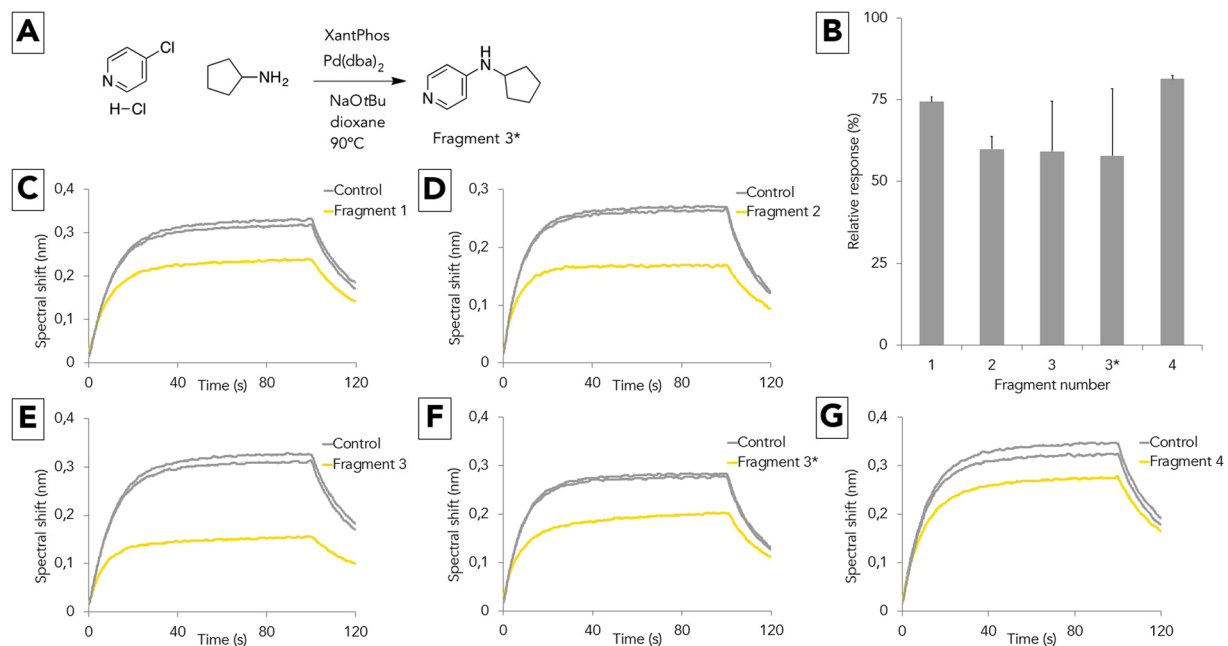 A
N
Cl
H–Cl
NH₂
XantPhos
Pd(dba)₂
NaOtBu
dioxane
90ºC
H
N
N
Fragment 3*
B
100
75
50
25
0
Relative response (%)
1 2 3 3* 4
Fragment number
C
0,4
0,3
0,2
0,1
0
Spectral shift (nm)
Control
Fragment 1
0 40 80 120
Time (s)
D
0,3
0,2
0,1
0
Spectral shift (nm)
Control
Fragment 2
0 40 80 120
Time (s)
E
0,4
0,3
0,2
0,1
0
Spectral shift (nm)
Control
Fragment 3
0 40 80 120
Time (s)
F
0,4
0,3
0,2
0,1
0
Spectral shift (nm)
Control
Fragment 3*
0 40 80 120
Time (s)
G
0,4
0,3
0,2
0,1
0
Spectral shift (nm)
Control
Fragment 4
0 40 80 120
Time (s)